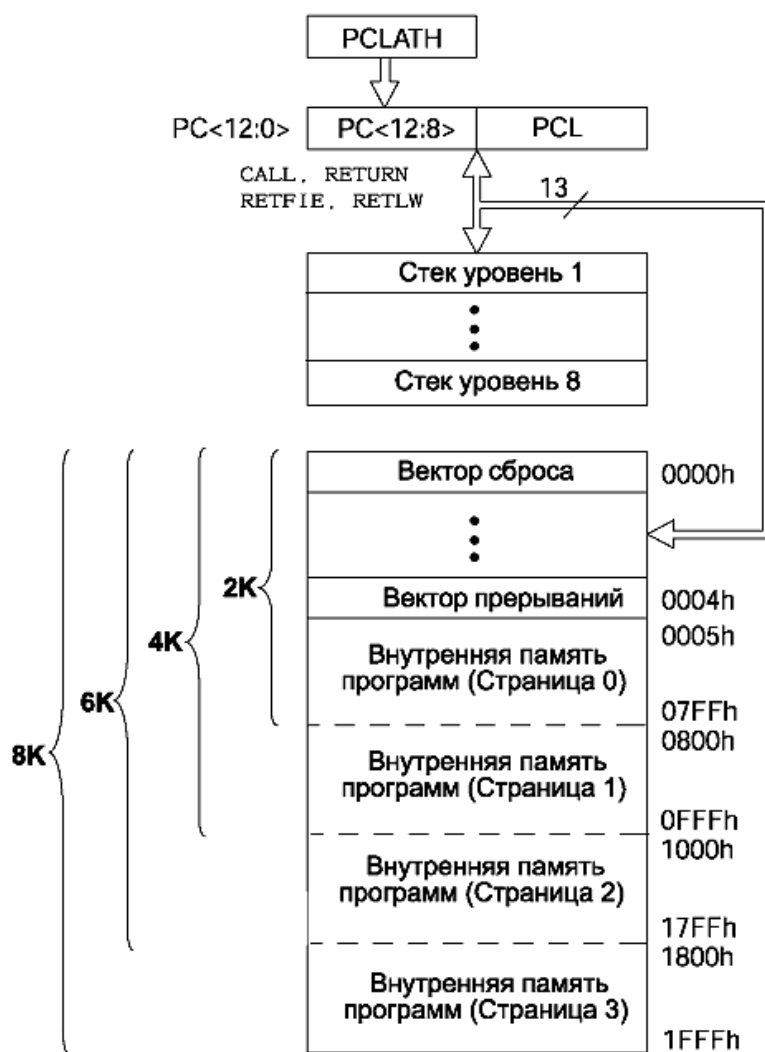 PCLATH
PC<12:0>
PC<12:8>
PCL
CALL, RETURN
RETFIE, RETLW
13
Стек уровень 1
Стек уровень 8
Вектор сброса
0000h
2K
Вектор прерываний
0004h
0005h
4K
Внутренняя память
программ (Страница 0)
6K
07FFh
0800h
8K
Внутренняя память
программ (Страница 1)
0FFFh
1000h
Внутренняя память
программ (Страница 2)
17FFh
1800h
Внутренняя память
программ (Страница 3)
1FFFh